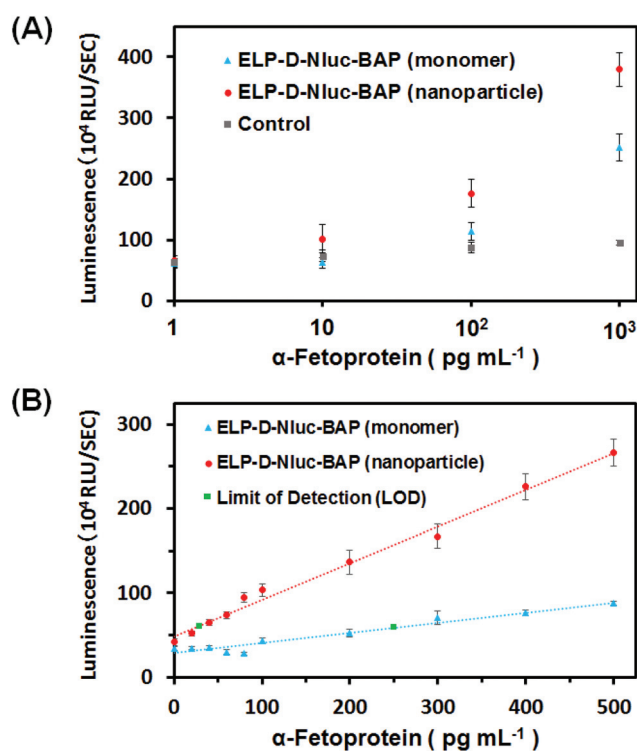 (A)
Luminescence (10⁴ RLU/SEC)
400
300
200
100
0
ELP-D-Nluc-BAP (monomer)
ELP-D-Nluc-BAP (nanoparticle)
Control
1 10 10² 10³
α-Fetoprotein ( pg mL⁻¹ )
(B)
Luminescence (10⁴ RLU/SEC)
300
200
100
0
ELP-D-Nluc-BAP (monomer)
ELP-D-Nluc-BAP (nanoparticle)
Limit of Detection (LOD)
0 100 200 300 400 500
α-Fetoprotein ( pg mL⁻¹ )